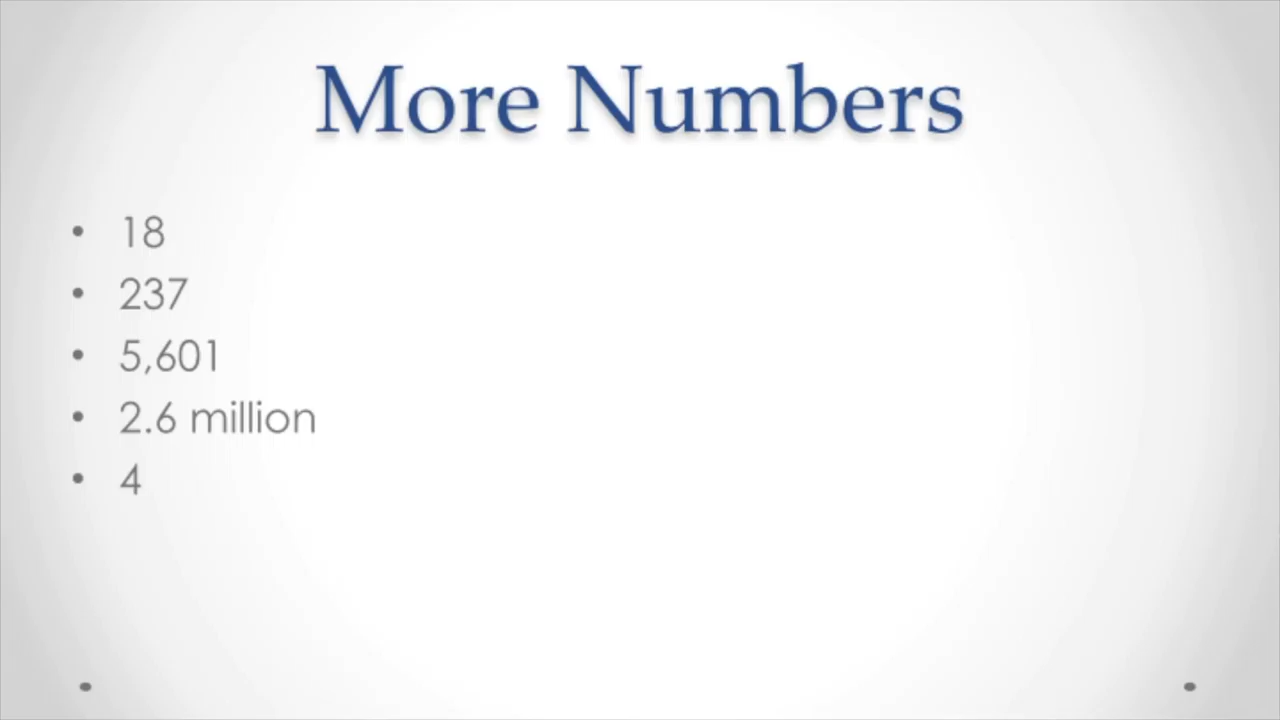 More Numbers
• 18
• 237
• 5,601
• 2.6 million
• 4